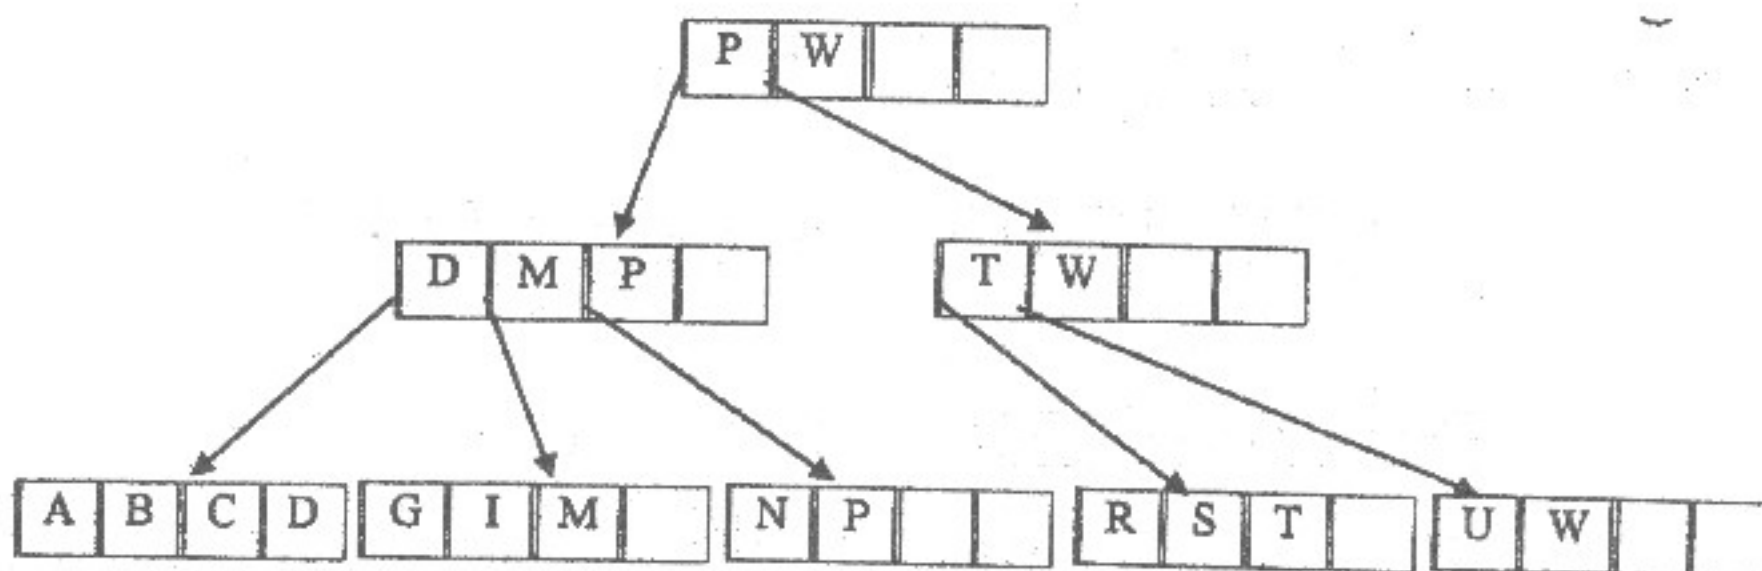 P W
D M P
T W
A B C D
G I M
N P
R S T
U W